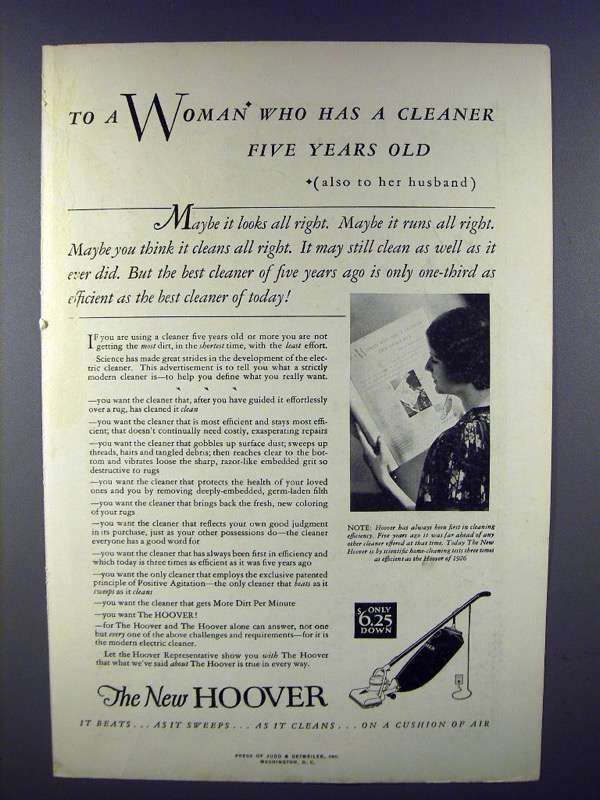 TO A WOMAN✦ WHO HAS A CLEANER
FIVE YEARS OLD
✦(also to her husband)
Maybe it looks all right. Maybe it runs all right.
Maybe you think it cleans all right. It may still clean as well as it
ever did. But the best cleaner of five years ago is only one-third as
efficient as the best cleaner of today!
IF you are using a cleaner five years old or more you are not
getting the most dirt, in the shortest time, with the least effort.
Science has made great strides in the development of the elec-
tric cleaner. This advertisement is to tell you what a strictly
modern cleaner is—to help you define what you really want.
—you want the cleaner that, after you have guided it effortlessly
over a rug, has cleaned it clean
—you want the cleaner that is most efficient and stays most effi-
cient; that doesn't continually need costly, exasperating repairs
—you want the cleaner that gobbles up surface dust; sweeps up
threads, hairs and tangled debris; then reaches clear to the bot-
tom and vibrates loose the sharp, razor-like embedded grit so
destructive to rugs
—you want the cleaner that protects the health of your loved
ones and you by removing deeply-embedded, germ-laden filth
—you want the cleaner that brings back the fresh, new coloring
of your rugs
—you want the cleaner that reflects your own good judgment
in its purchase, just as your other possessions do—the cleaner
everyone has a good word for
—you want the cleaner that has always been first in efficiency and
which today is three times as efficient as it was five years ago
—you want the only cleaner that employs the exclusive patented
principle of Positive Agitation—the only cleaner that beats as it
sweeps as it cleans
—you want the cleaner that gets More Dirt Per Minute
—you want The HOOVER!
—for The Hoover and The Hoover alone can answer, not one
but every one of the above challenges and requirements—for it is
the modern electric cleaner.
Let the Hoover Representative show you with The Hoover
that what we've said about The Hoover is true in every way.
NOTE: Hoover has always been first in cleaning
efficiency. Five years ago it was far ahead of any
other cleaner offered at that time. Today The New
Hoover is by scientific home-cleaning tests three times
as efficient as the Hoover of 1926
ONLY
$6.25
DOWN
The New HOOVER
IT BEATS... AS IT SWEEPS... AS IT CLEANS... ON A CUSHION OF AIR
PRESS OF JUDD & DETWEILER, INC.
WASHINGTON, D. C.